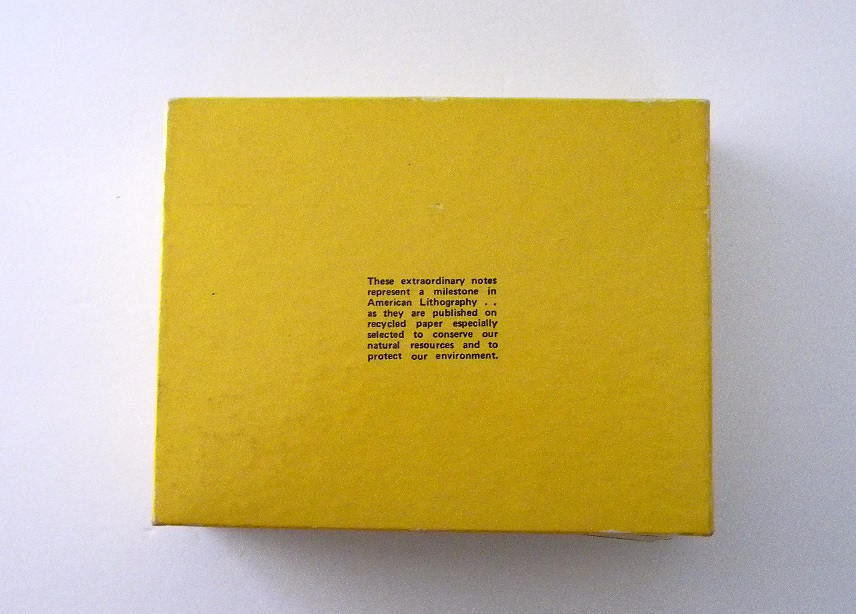 These extraordinary notes
represent a milestone in
American Lithography . .
as they are published on
recycled paper especially
selected to conserve our
natural resources and to
protect our environment.